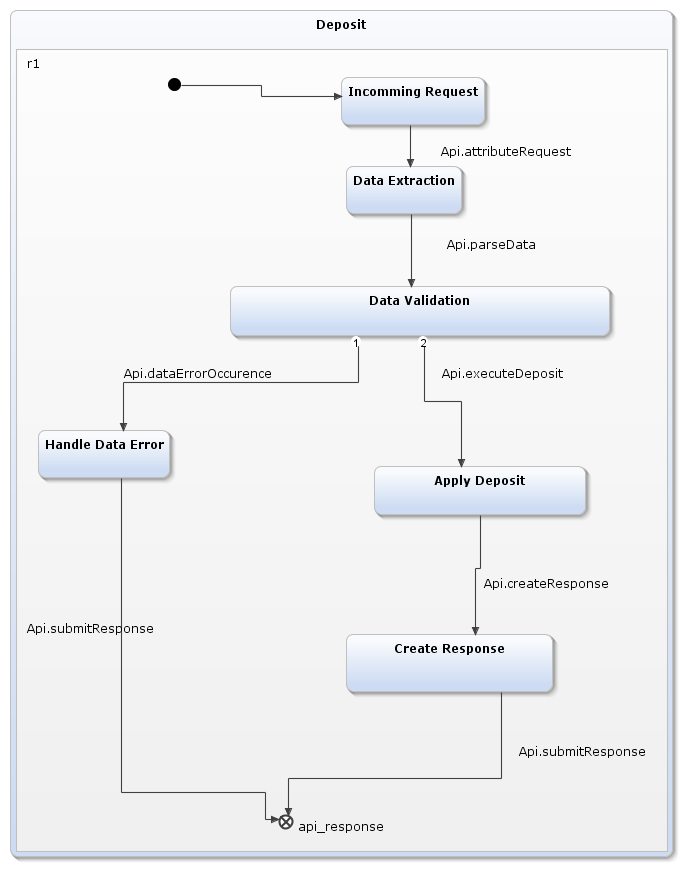 Deposit
r1
Incomming Request
Api.attributeRequest
Data Extraction
Api.parseData
Data Validation
1
2
Api.dataErrorOccurence
Api.executeDeposit
Handle Data Error
Apply Deposit
Api.createResponse
Api.submitResponse
Create Response
Api.submitResponse
api_response